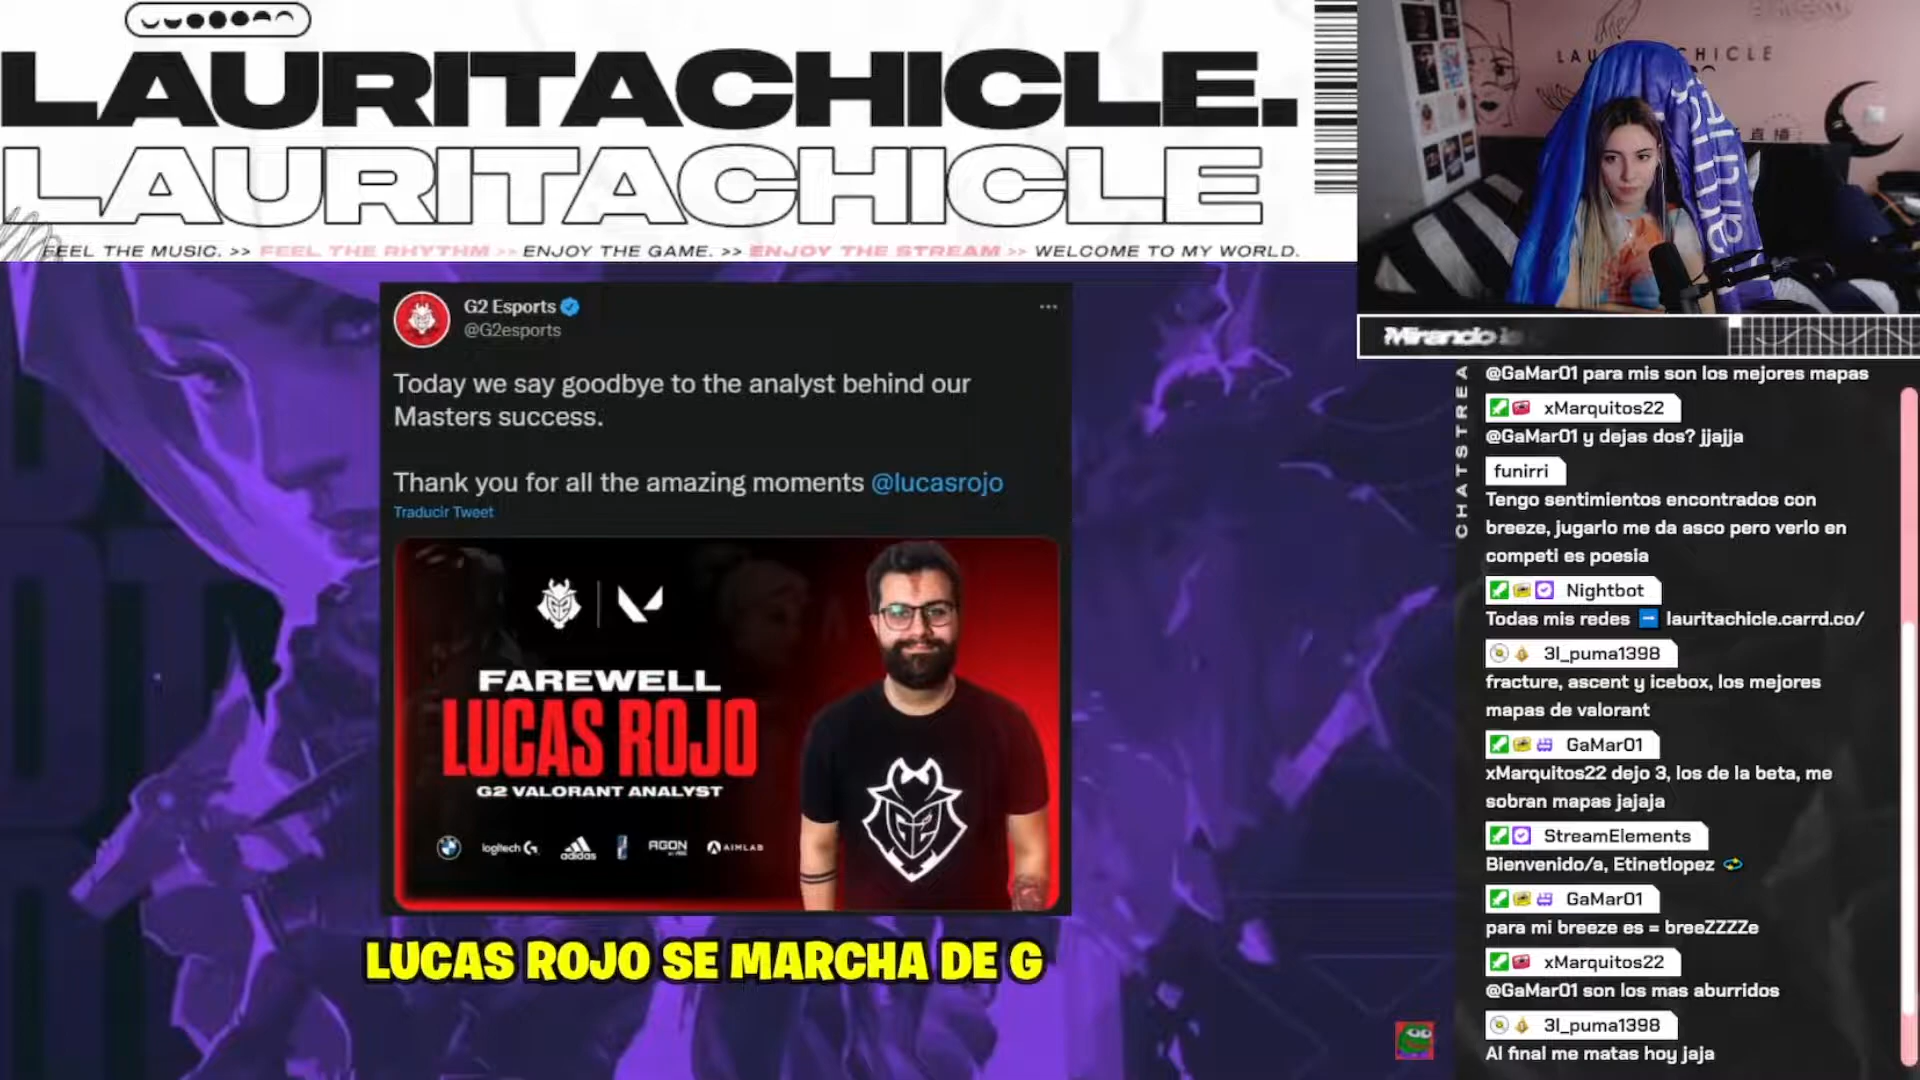 LAURITACHICLE.
LAURITACHICLE
FEEL THE MUSIC. >> FEEL THE RHYTHM >> ENJOY THE GAME. >> ENJOY THE STREAM >> WELCOME TO MY WORLD.
G2 Esports
@G2esports
Today we say goodbye to the analyst behind our
Masters success.
Thank you for all the amazing moments @lucasrojo
Traducir Tweet
FAREWELL
LUCAS ROJO
G2 VALORANT ANALYST
logitech G
adidas
AGON
AIMLAB
LUCAS ROJO SE MARCHA DE G
Mirando
CHATSTREA
@GaMar01 para mis son los mejores mapas
xMarquitos22
@GaMar01 y dejas dos? jjajja
funirri
Tengo sentimientos encontrados con
breeze, jugarlo me da asco pero verlo en
competi es poesia
Nightbot
Todas mis redes ➡ lauritachicle.carrd.co/
3l_puma1398
fracture, ascent y icebox, los mejores
mapas de valorant
GaMar01
xMarquitos22 dejo 3, los de la beta, me
sobran mapas jajaja
StreamElements
Bienvenido/a, Etinetlopez
GaMar01
para mi breeze es = breeZZZZe
xMarquitos22
@GaMar01 son los mas aburridos
3l_puma1398
Al final me matas hoy jaja